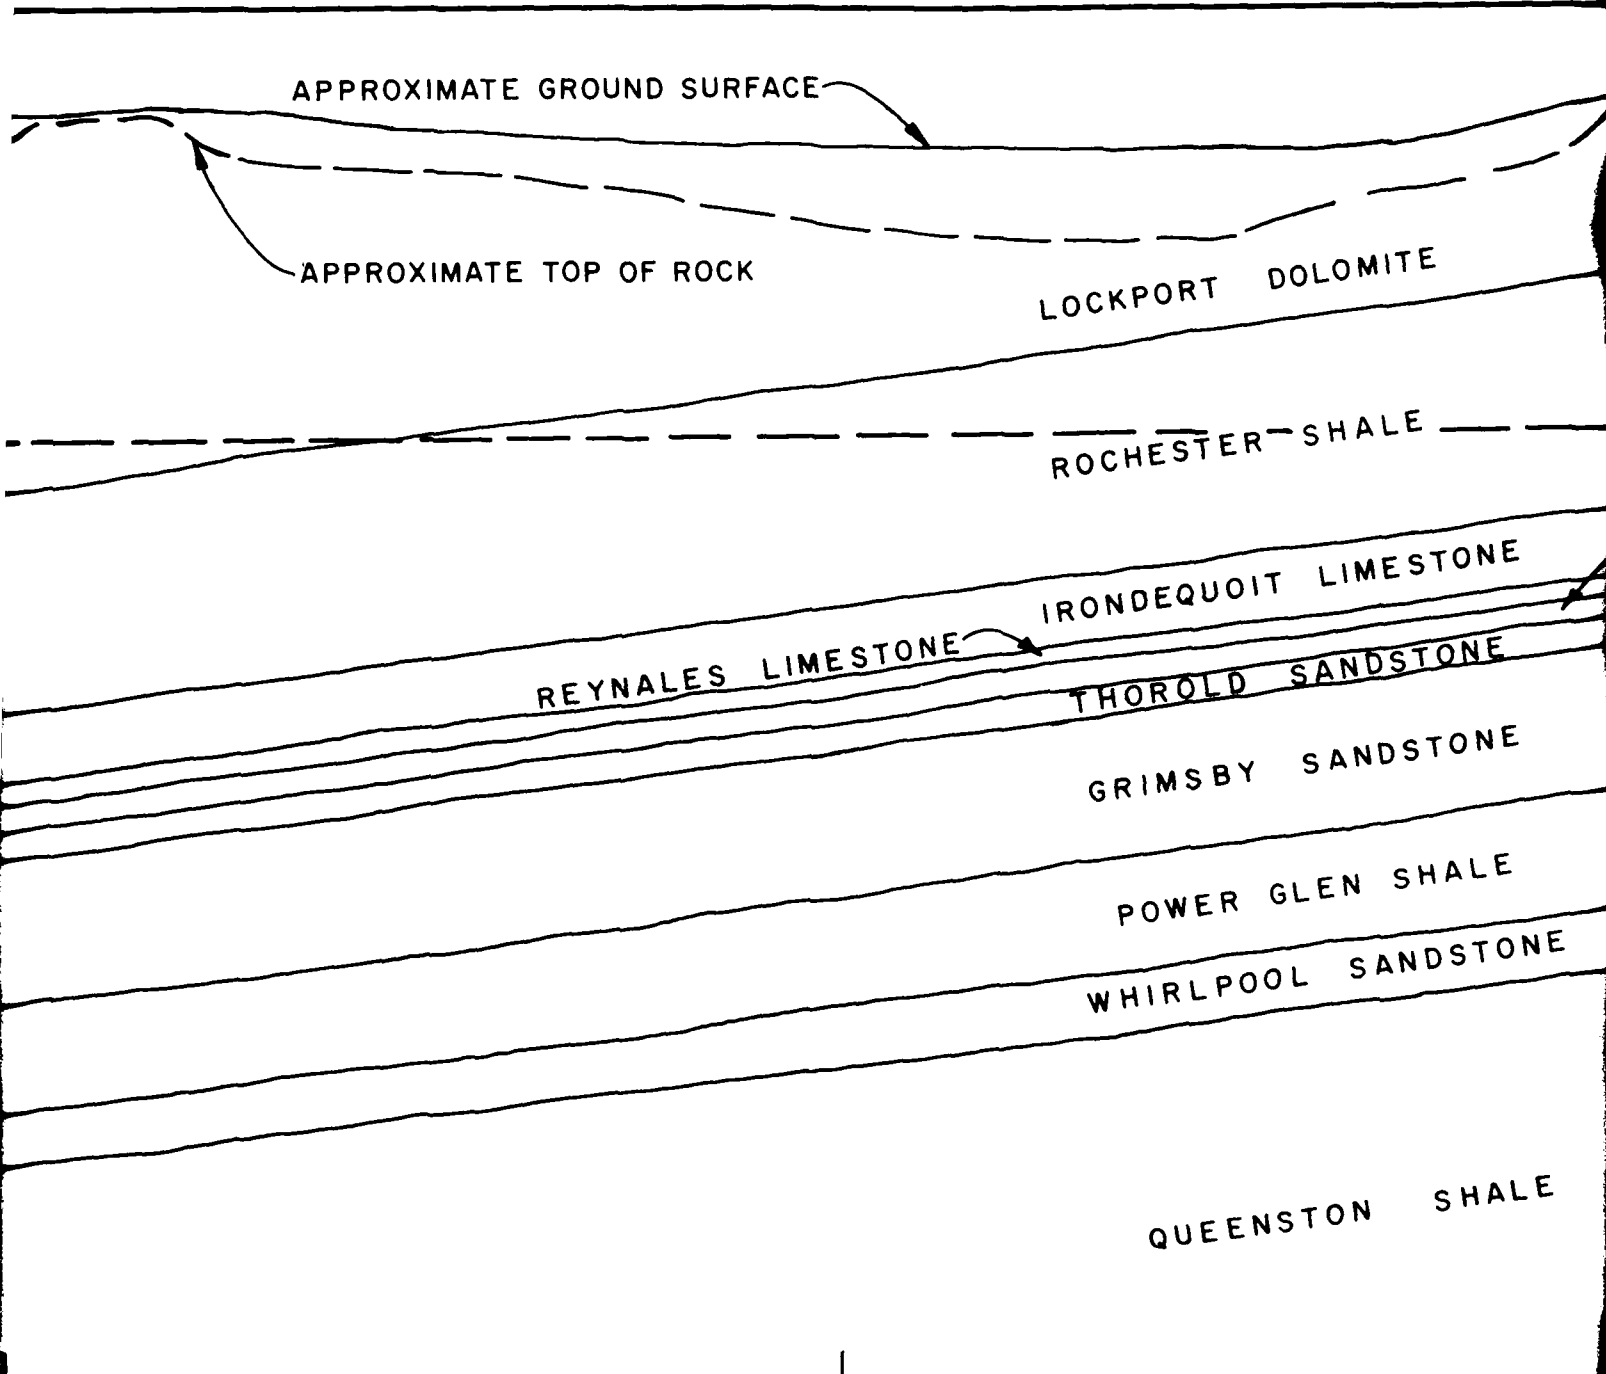 APPROXIMATE GROUND SURFACE
APPROXIMATE TOP OF ROCK
LOCKPORT DOLOMITE
ROCHESTER SHALE
IRONDEQUOIT LIMESTONE
REYNALES LIMESTONE
THOROLD SANDSTONE
GRIMSBY SANDSTONE
POWER GLEN SHALE
WHIRLPOOL SANDSTONE
QUEENSTON SHALE